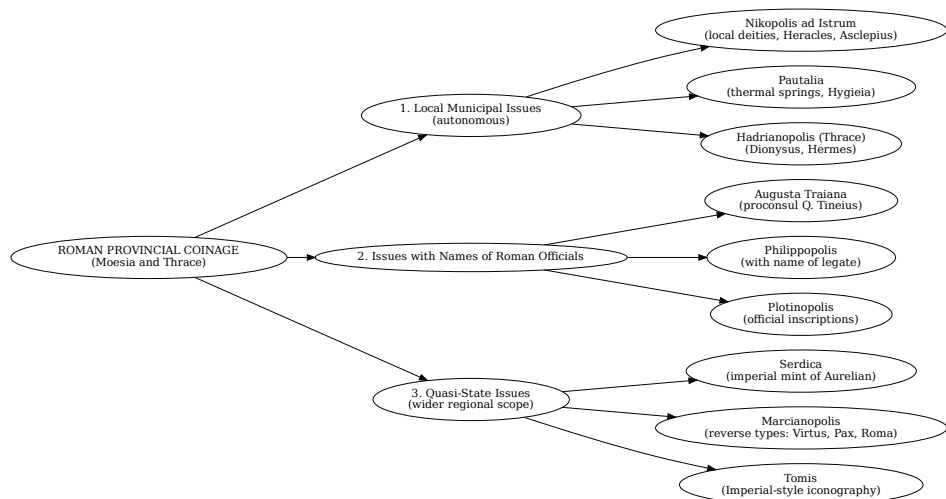 ROMAN PROVINCIAL COINAGE
(Moesia and Thrace)
1. Local Municipal Issues
(autonomous)
Nikopolis ad Istrum
(local deities, Heracles, Asclepius)
Pautalia
(thermal springs, Hygieia)
Hadrianopolis (Thrace)
(Dionysus, Hermes)
2. Issues with Names of Roman Officials
Augusta Traiana
(proconsul Q. Tineius)
Philippopolis
(with name of legate)
Plotinopolis
(official inscriptions)
3. Quasi-State Issues
(wider regional scope)
Serdica
(imperial mint of Aurelian)
Marcianopolis
(reverse types: Virtus, Pax, Roma)
Tomis
(Imperial-style iconography)